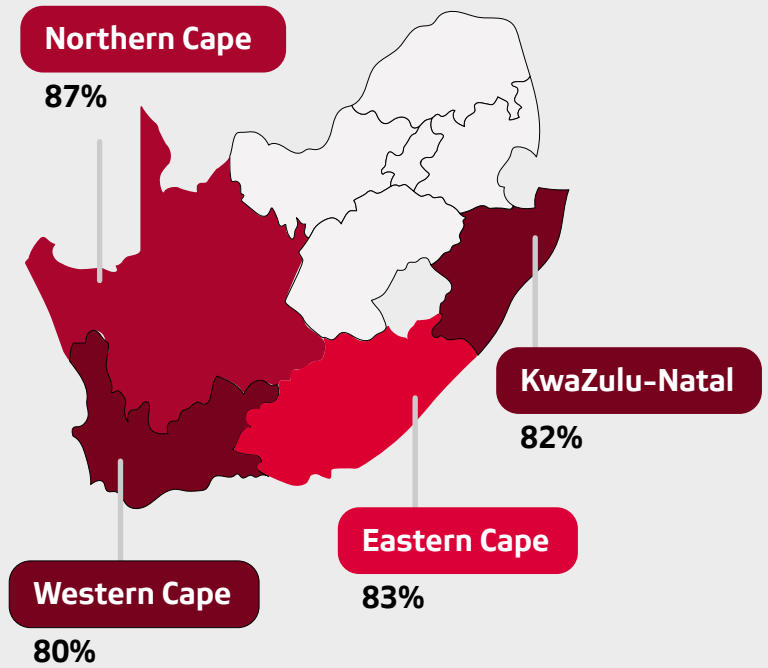 Northern Cape
87%
KwaZulu-Natal
82%
Eastern Cape
83%
Western Cape
80%